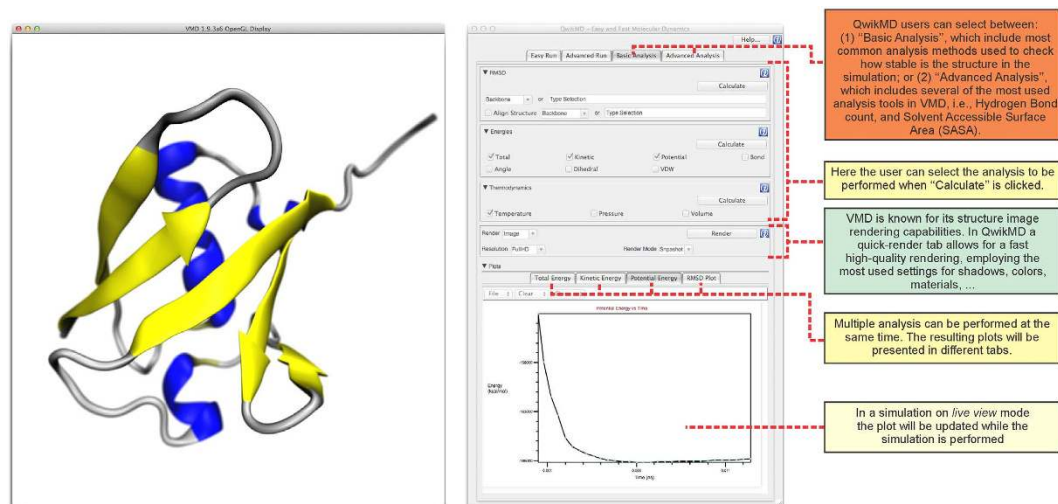 VMD 1.9.3a6 OpenGL Display
QwikMD - Easy and Fast Molecular Dynamics
Help...
Easy Run
Advanced Run
Basic Analysis
Advanced Analysis
RMSD
Calculate
Backbone
or
Type Selection
Align Structure
Backbone
or
Type Selection
Energies
Calculate
Total
Kinetic
Potential
Bond
Angle
Dihedral
VDW
Thermodynamics
Calculate
Temperature
Pressure
Volume
Render
Image
Render
Resolution
FullHD
Render Mode
Snapshot
Plots
Total Energy
Kinetic Energy
Potential Energy
RMSD Plot
File
Clear
Potential Energy vs Time
Energy
(kcal/mol)
Time (ns)
QwikMD users can select between:
(1) “Basic Analysis”, which include most
common analysis methods used to check
how stable is the structure in the
simulation; or (2) “Advanced Analysis”,
which includes several of the most used
analysis tools in VMD, i.e., Hydrogen Bond
count, and Solvent Accessible Surface
Area (SASA).
Here the user can select the analysis to be
performed when “Calculate” is clicked.
VMD is known for its structure image
rendering capabilities. In QwikMD a
quick-render tab allows for a fast
high-quality rendering, employing the
most used settings for shadows, colors,
materials, ...
Multiple analysis can be performed at the
same time. The resulting plots will be
presented in different tabs.
In a simulation on live view mode
the plot will be updated while the
simulation is performed